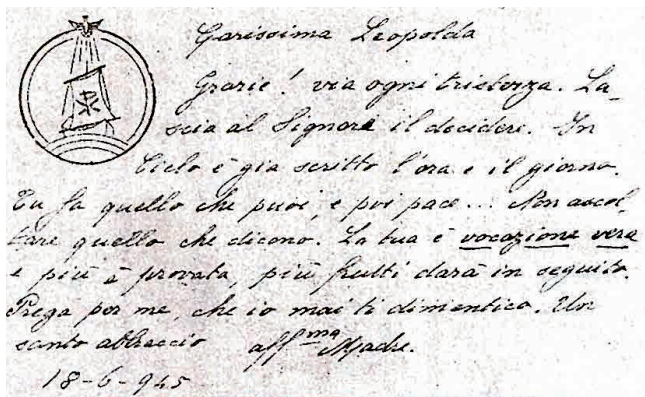 Carissima Leopolda
Grazie! via ogni tristezza. La-
scia al Signore il decidere. In
Cielo è già scritto l'ora e il giorno.
Tu fa quello che puoi, e poi pace... Non ascol-
tare quello che dicono. La tua è vocazione vera
e più è provata, più frutti darà in seguito.
Prega per me, che io mai ti dimentico. Un
santo abbraccio aff.ma Madre.
18-6-945